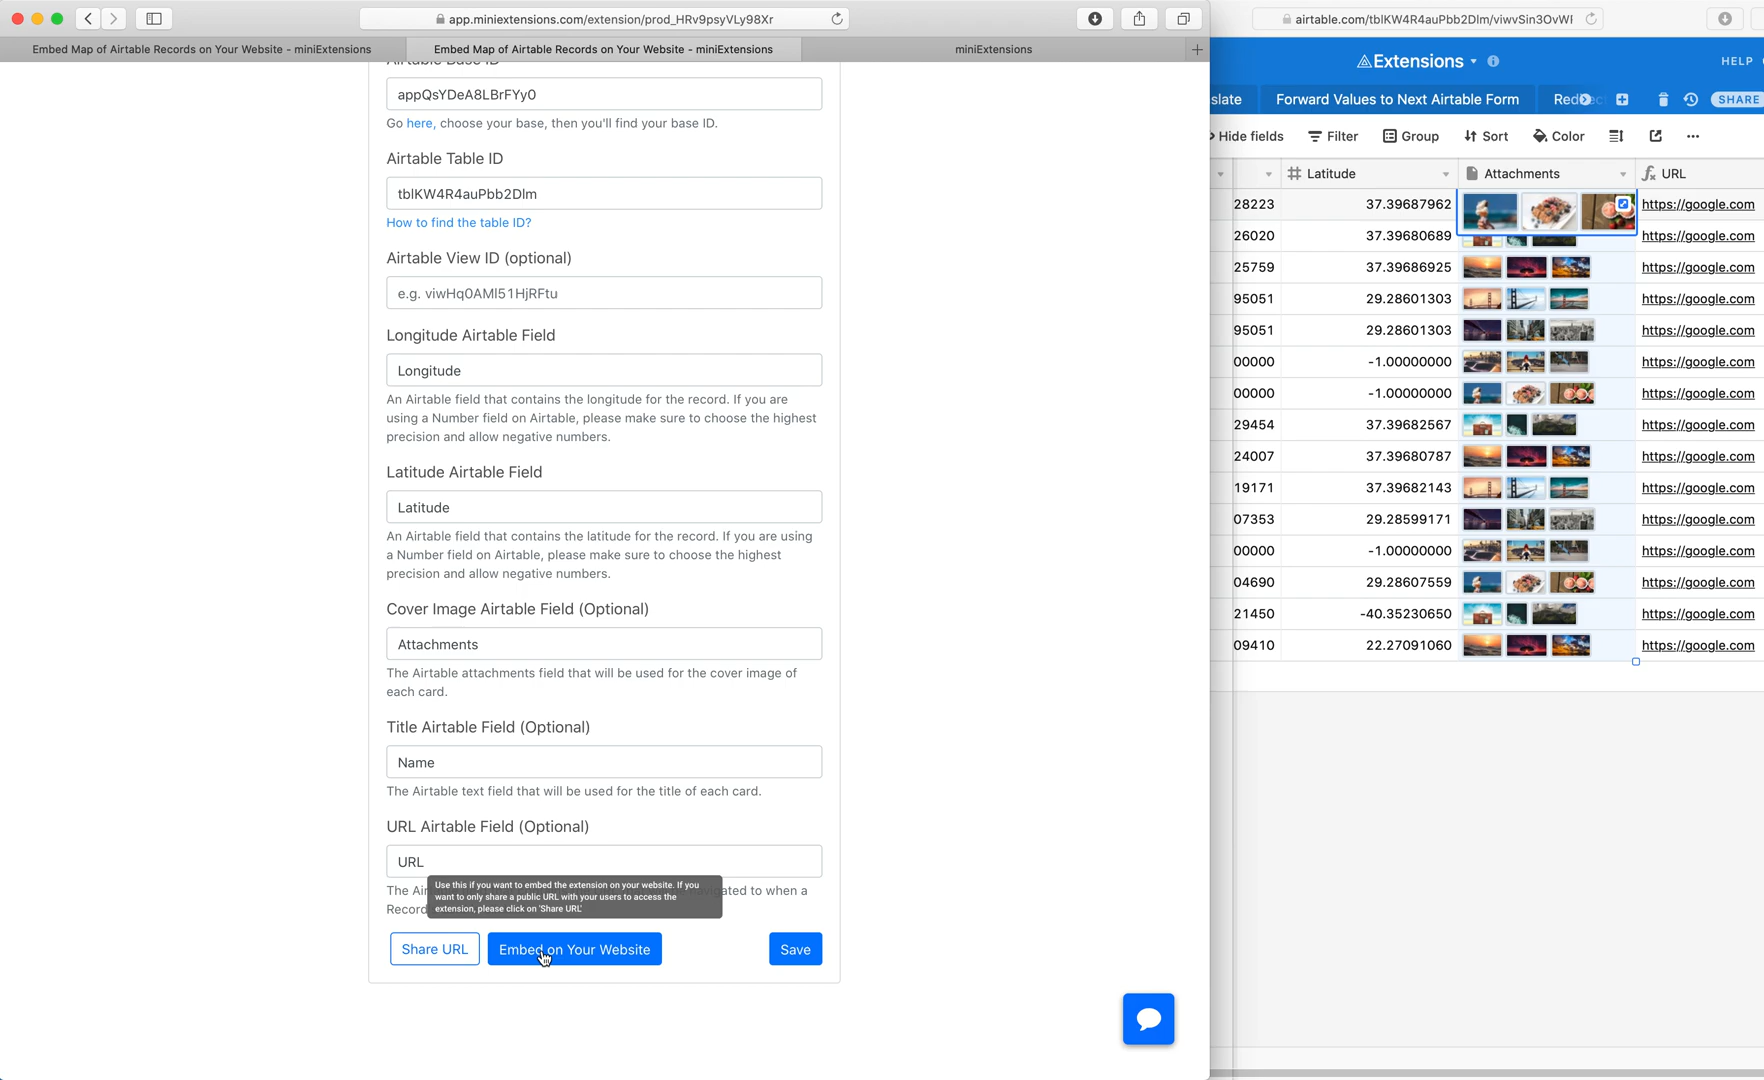 app.miniextensions.com/extension/prod_HRv9psyVLy98Xr
Embed Map of Airtable Records on Your Website - miniExtensions
Embed Map of Airtable Records on Your Website - miniExtensions
miniExtensions
Airtable Base ID
appQsYDeA8LBrFYy0
Go here, choose your base, then you'll find your base ID.
Airtable Table ID
tblKW4R4auPbb2Dlm
How to find the table ID?
Airtable View ID (optional)
e.g. viwHq0AMI51HjRFtu
Longitude Airtable Field
Longitude
An Airtable field that contains the longitude for the record. If you are
using a Number field on Airtable, please make sure to choose the highest
precision and allow negative numbers.
Latitude Airtable Field
Latitude
An Airtable field that contains the latitude for the record. If you are using
a Number field on Airtable, please make sure to choose the highest
precision and allow negative numbers.
Cover Image Airtable Field (Optional)
Attachments
The Airtable attachments field that will be used for the cover image of
each card.
Title Airtable Field (Optional)
Name
The Airtable text field that will be used for the title of each card.
URL Airtable Field (Optional)
URL
The Air
gated to when a
Record
Use this if you want to embed the extension on your website. If you
want to only share a public URL with your users to access the
extension, please click on 'Share URL'
Share URL
Embed on Your Website
Save
airtable.com/tblKW4R4auPbb2Dlm/viwvSin3OvWI
Extensions
HELP
slate
Forward Values to Next Airtable Form
Redirec
SHARE
Hide fields
Filter
Group
Sort
Color
Latitude
Attachments
URL
28223 37.39687962 https://google.com
26020 37.39680689 https://google.com
25759 37.39686925 https://google.com
95051 29.28601303 https://google.com
95051 29.28601303 https://google.com
00000 -1.00000000 https://google.com
00000 -1.00000000 https://google.com
29454 37.39682567 https://google.com
24007 37.39680787 https://google.com
19171 37.39682143 https://google.com
07353 29.28599171 https://google.com
00000 -1.00000000 https://google.com
04690 29.28607559 https://google.com
21450 -40.35230650 https://google.com
09410 22.27091060 https://google.com